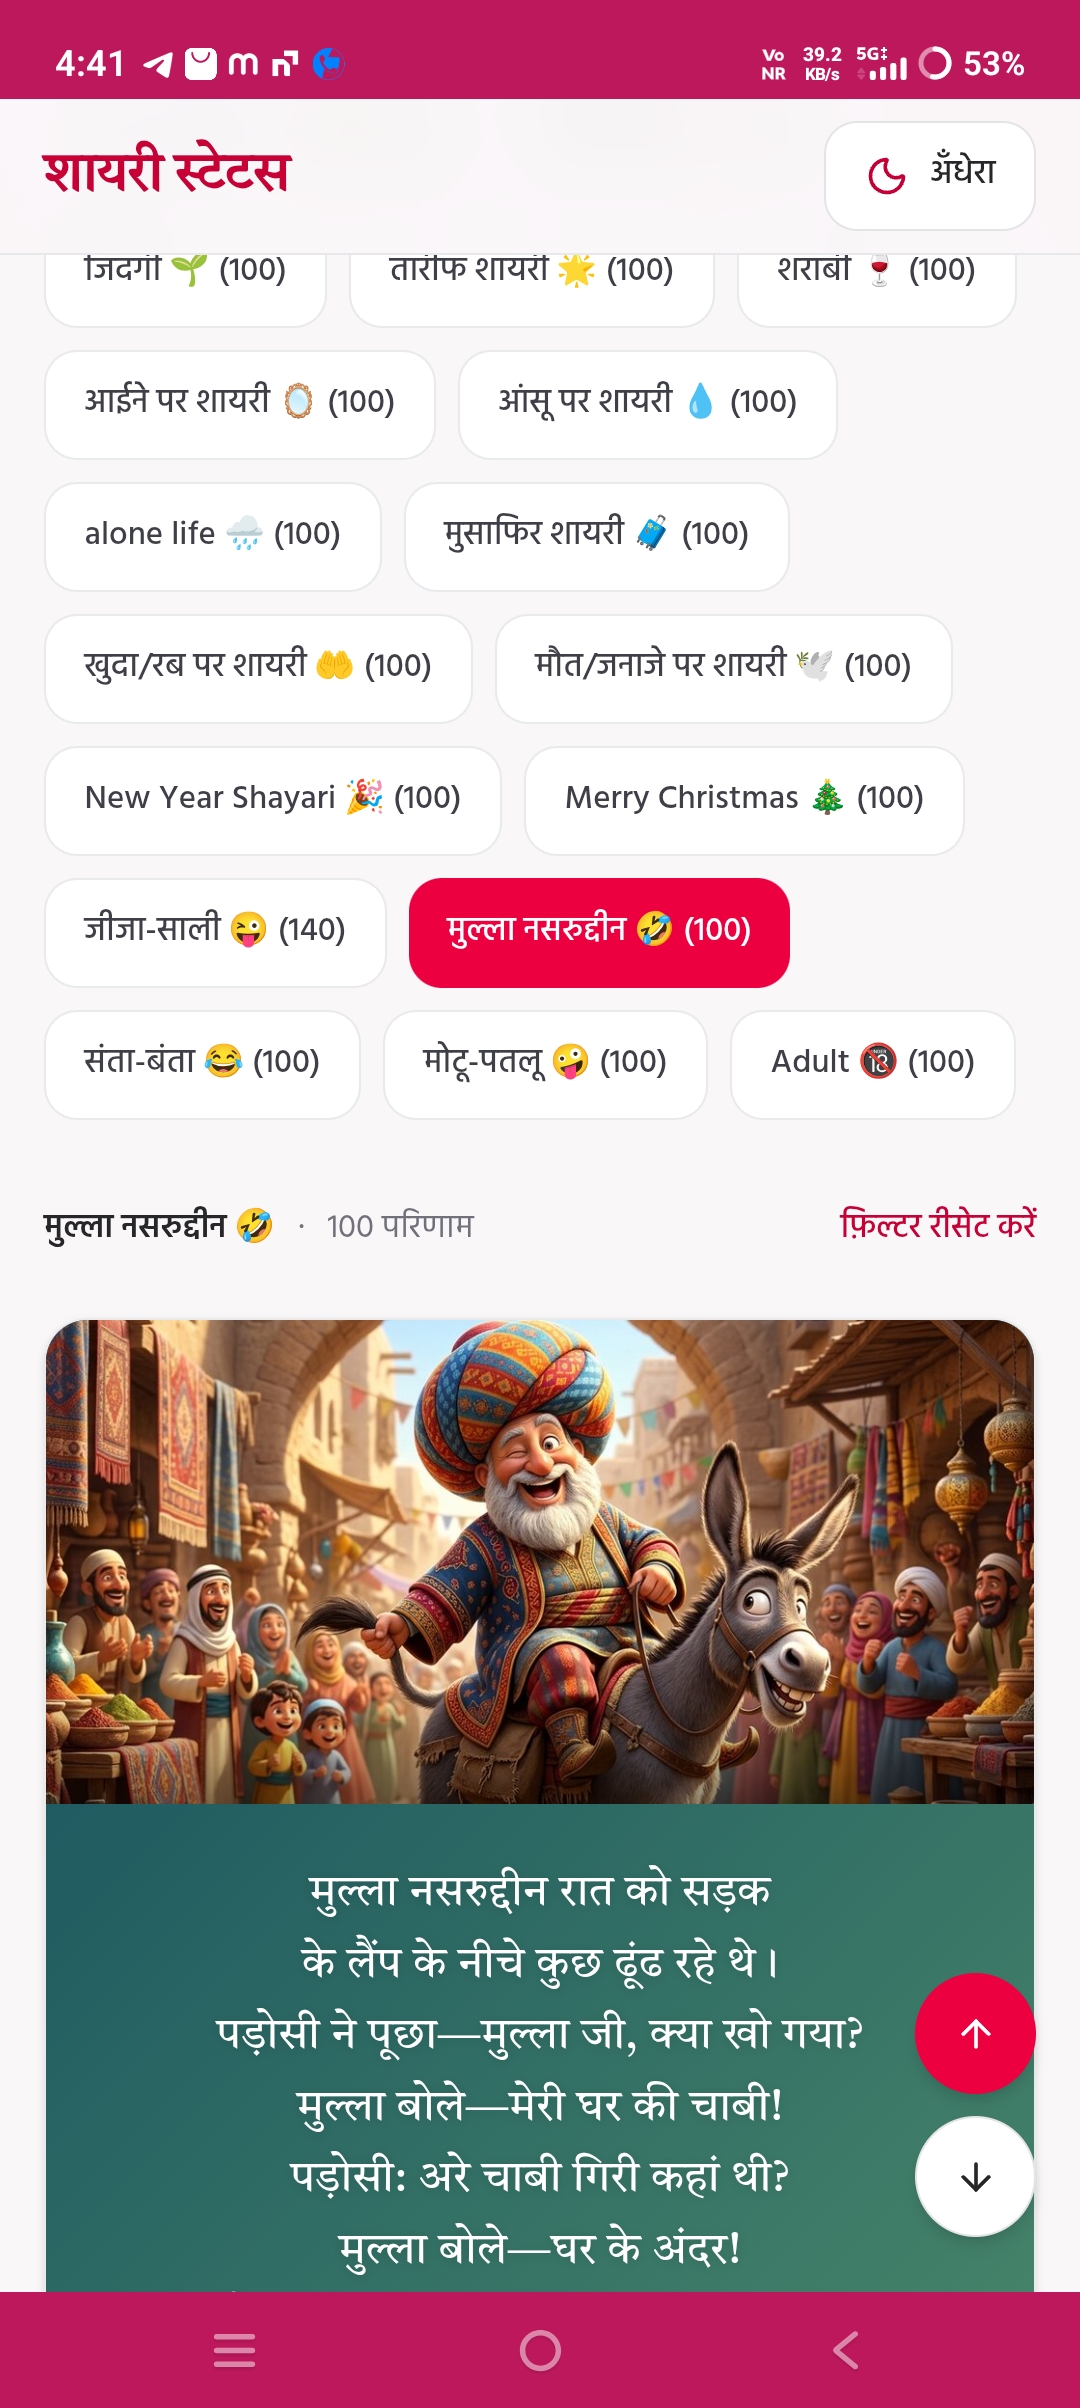 4:41
Vo NR 39.2 KB/s 5G 53%
शायरी स्टेटस
अँधेरा
जिंदगी 🌱 (100) तारीफ शायरी 🌟 (100) शराबी 🍷 (100)
आईने पर शायरी 🪞 (100) आंसू पर शायरी 💧 (100)
alone life 🌧️ (100) मुसाफिर शायरी 🧳 (100)
खुदा/रब पर शायरी 🤲 (100) मौत/जनाजे पर शायरी 🕊️ (100)
New Year Shayari 🎉 (100) Merry Christmas 🎄 (100)
जीजा-साली 😜 (140) मुल्ला नसरुद्दीन 🤣 (100)
संता-बंता 😂 (100) मोटू-पतलू 🤪 (100) Adult 🔞 (100)
मुल्ला नसरुद्दीन 🤣 · 100 परिणाम
फ़िल्टर रीसेट करें
मुल्ला नसरुद्दीन रात को सड़क
के लैंप के नीचे कुछ ढूंढ रहे थे।
पड़ोसी ने पूछा—मुल्ला जी, क्या खो गया?
मुल्ला बोले—मेरी घर की चाबी!
पड़ोसी: अरे चाबी गिरी कहां थी?
मुल्ला बोले—घर के अंदर!